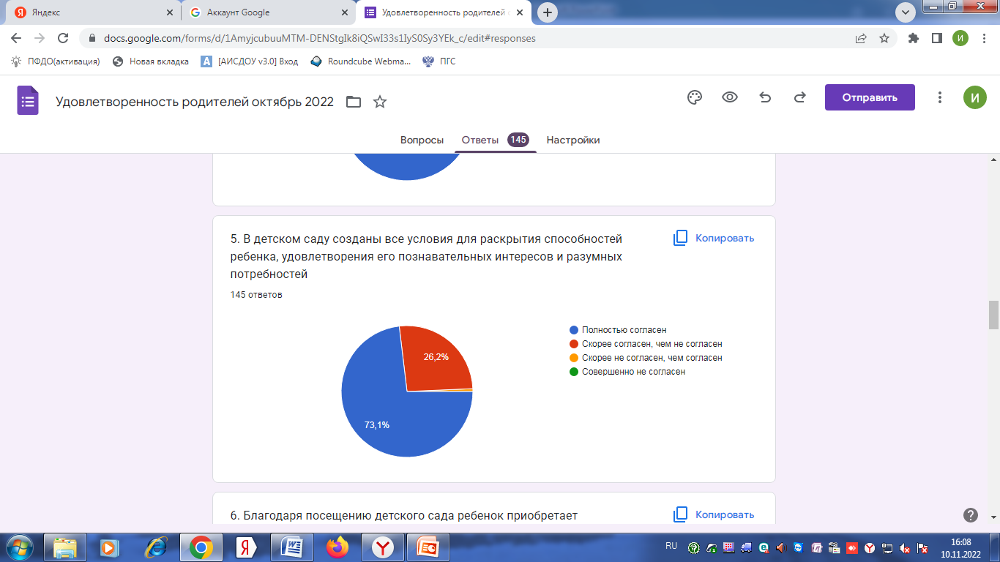 Яндекс
Аккаунт Google
Удовлетворенность родителей
docs.google.com/forms/d/1AmyjcubuuMTM-DENStgIk8iQSwI33s1IyS0Sy3YEk_c/edit#responses
И
ПФДО(активация)
Новая вкладка
[АИСДОУ v3.0] Вход
Roundcube Webma...
ПГС
Удовлетворенность родителей октябрь 2022
Отправить
И
Вопросы
Ответы 145
Настройки
5. В детском саду созданы все условия для раскрытия способностей
ребенка, удовлетворения его познавательных интересов и разумных
потребностей
Копировать
145 ответов
Полностью согласен
Скорее согласен, чем не согласен
Скорее не согласен, чем согласен
Совершенно не согласен
26,2%
73,1%
6. Благодаря посещению детского сада ребенок приобретает
Копировать
RU
16:08
10.11.2022